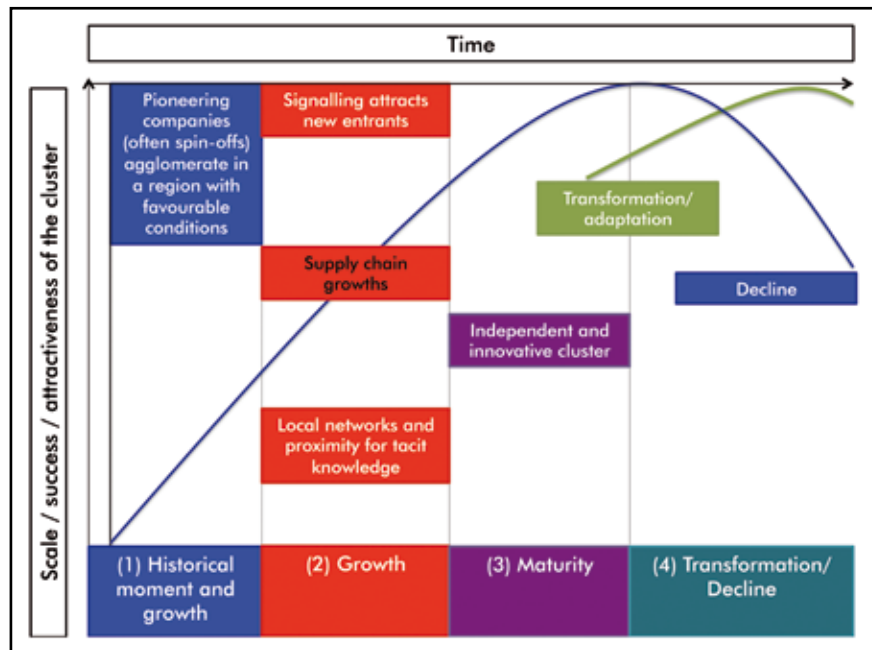 Time
Scale / success / attractiveness of the cluster
Pioneering
companies
(often spin-offs)
agglomerate in
a region with
favourable
conditions
Signalling attracts
new entrants
Transformation/
adaptation
Supply chain
growths
Decline
Independent and
innovative cluster
Local networks and
proximity for tacit
knowledge
(1) Historical
moment and
growth
(2) Growth
(3) Maturity
(4) Transformation/
Decline